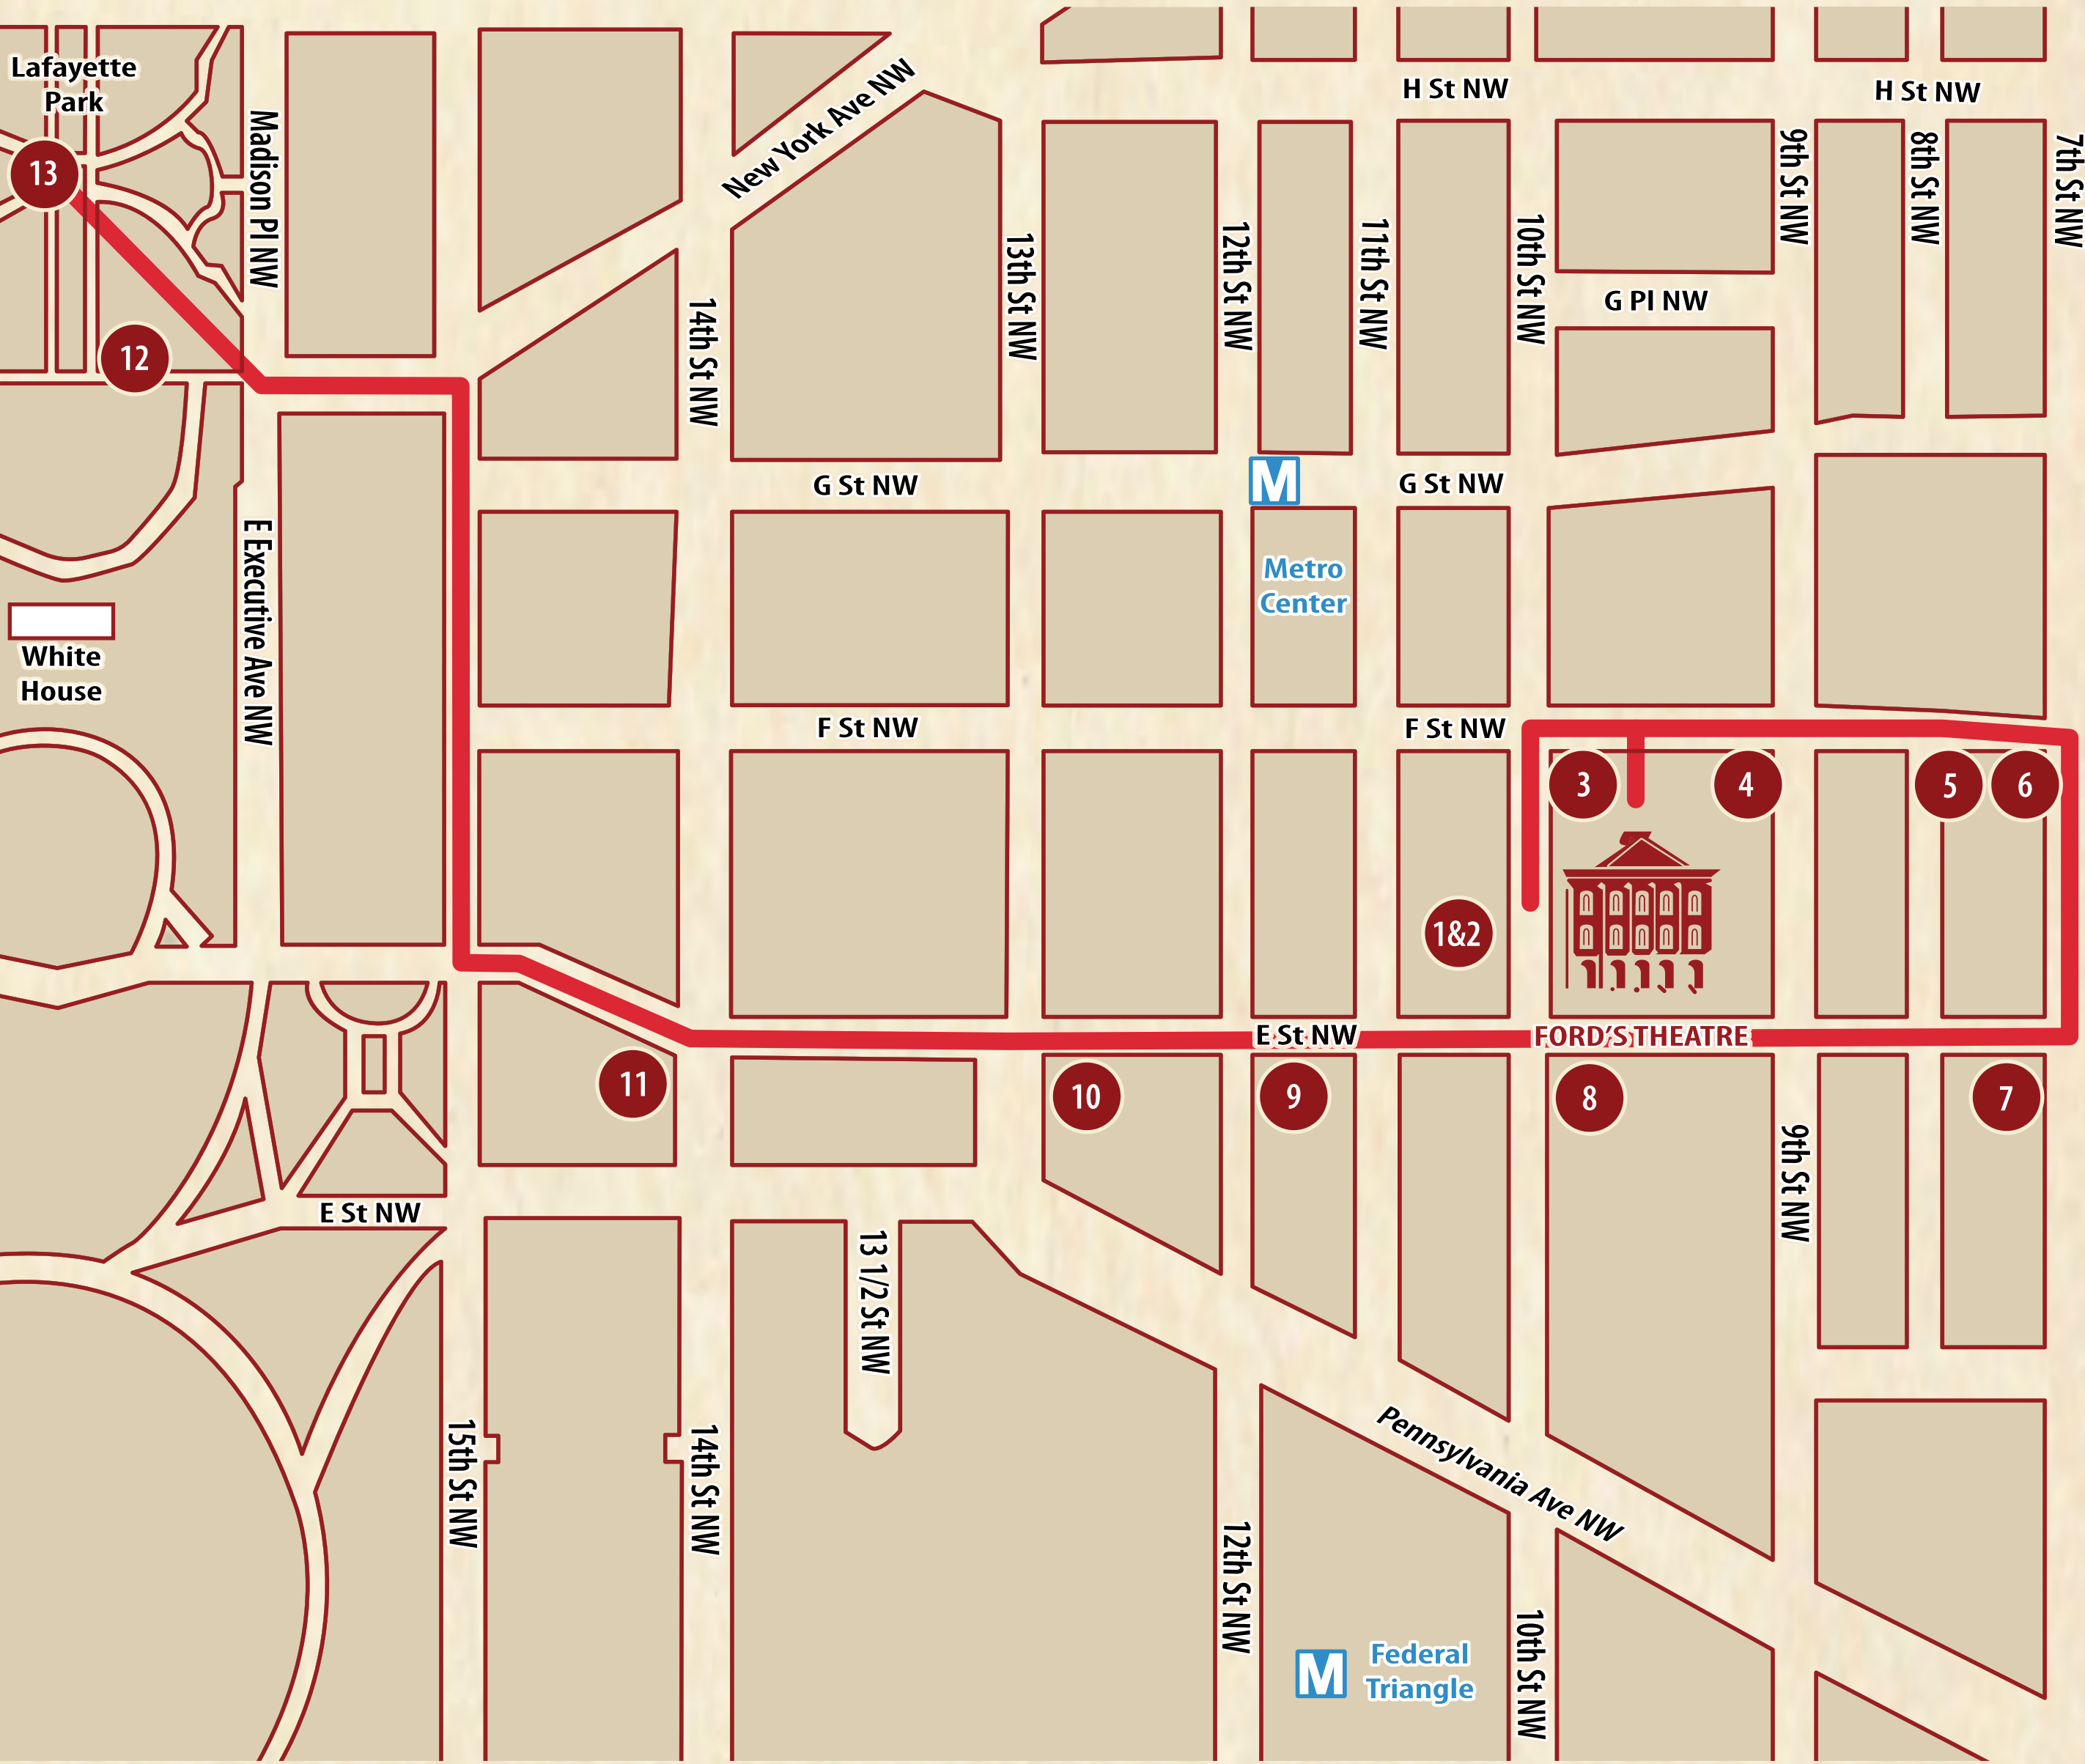 Lafayette
Park
H St NW
H St NW
New York Ave NW
Madison Pl NW
13
9th St NW
8th St NW
7th St NW
13th St NW
12th St NW
11th St NW
10th St NW
G Pl NW
14th St NW
12
G St NW
M
G St NW
E Executive Ave NW
Metro
Center
White
House
F St NW
F St NW
3
4
5
6
1&2
E St NW
FORD'S THEATRE
11
10
9
8
7
9th St NW
E St NW
13 1/2 St NW
15th St NW
14th St NW
Pennsylvania Ave NW
12th St NW
10th St NW
M
Federal
Triangle